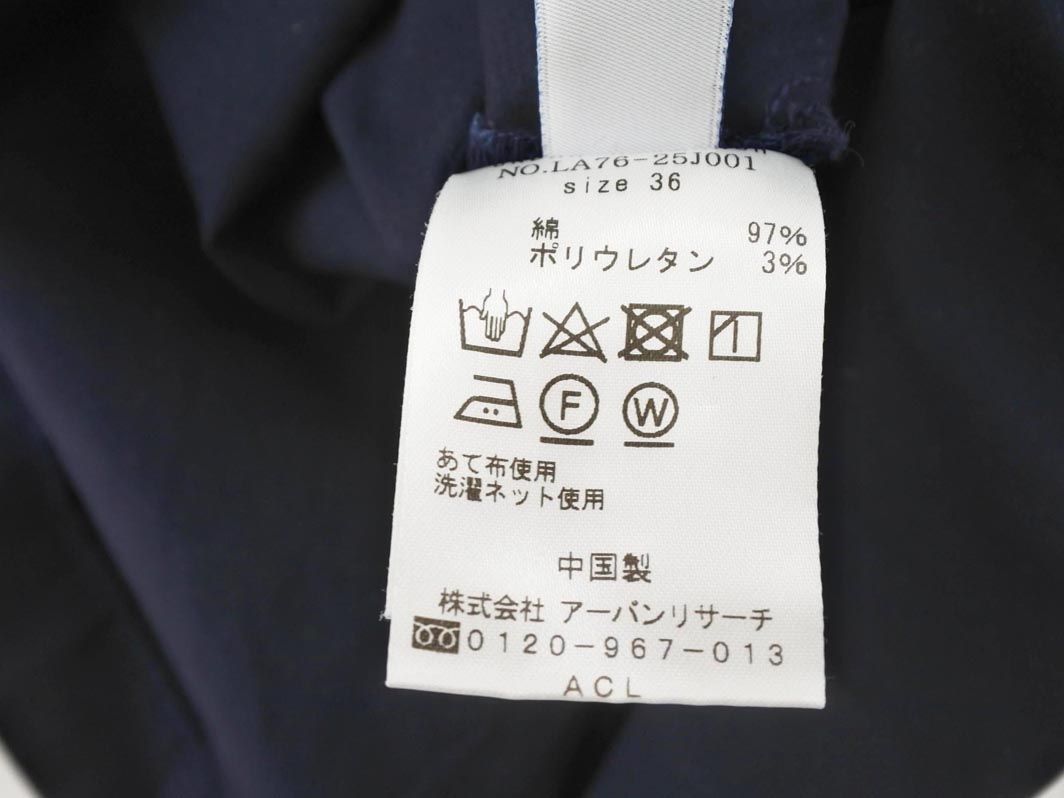 NO.LA76-25J001
size 36
綿 97%
ポリウレタン 3%
F W
あて布使用
洗濯ネット使用
中国製
株式会社 アーバンリサーチ
0120-967-013
ACL